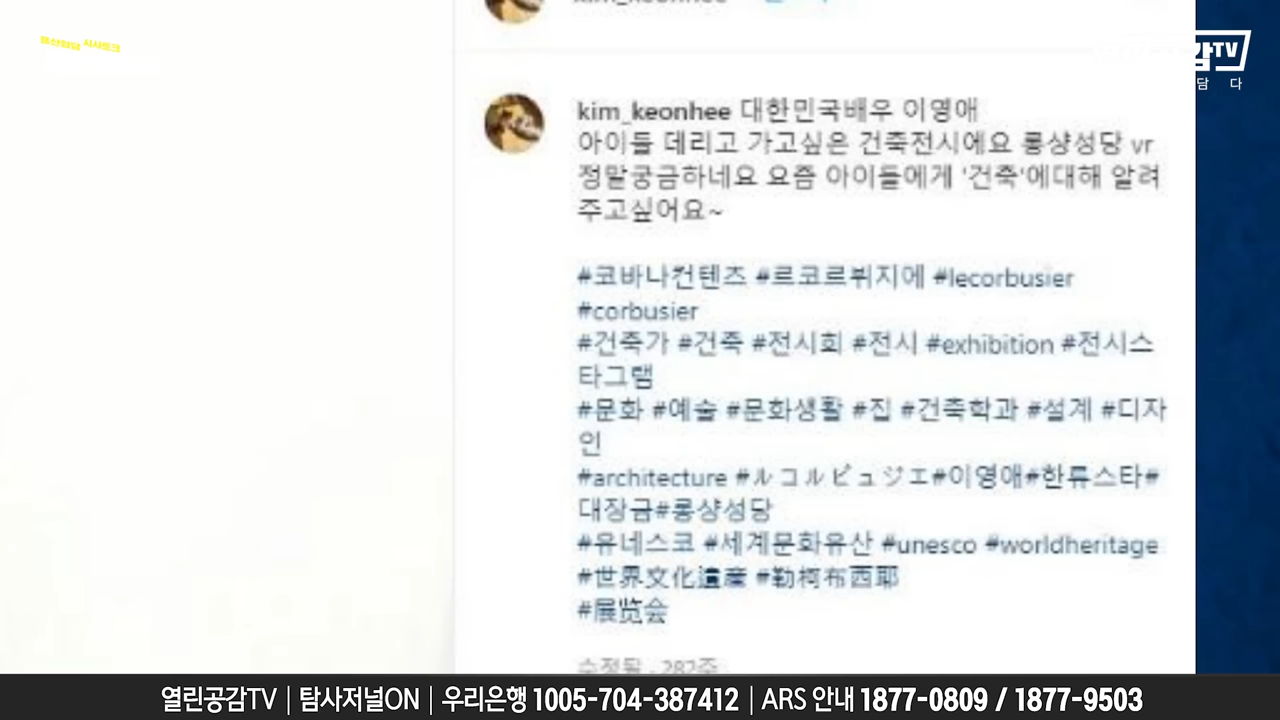 감TV
담 다
kim_keonhee 대한민국배우 이영애
아이들 데리고 가고싶은 건축전시에요 롱샹성당 vr
정말궁금하네요 요즘 아이들에게 '건축'에대해 알려
주고싶어요~
#코바나컨텐츠 #르코르뷔지에 #lecorbusier
#corbusier
#건축가 #건축 #전시회 #전시 #exhibition #전시스
타그램
#문화 #예술 #문화생활 #집 #건축학과 #설계 #디자
인
#architecture #ルコルビュジエ#이영애#한류스타#
대장금#롱샹성당
#유네스코 #세계문화유산 #unesco #worldheritage
#世界文化遺産 #勒柯布西耶
#展览会
열린공감TV | 탐사저널ON | 우리은행 1005-704-387412 | ARS 안내 1877-0809 / 1877-9503